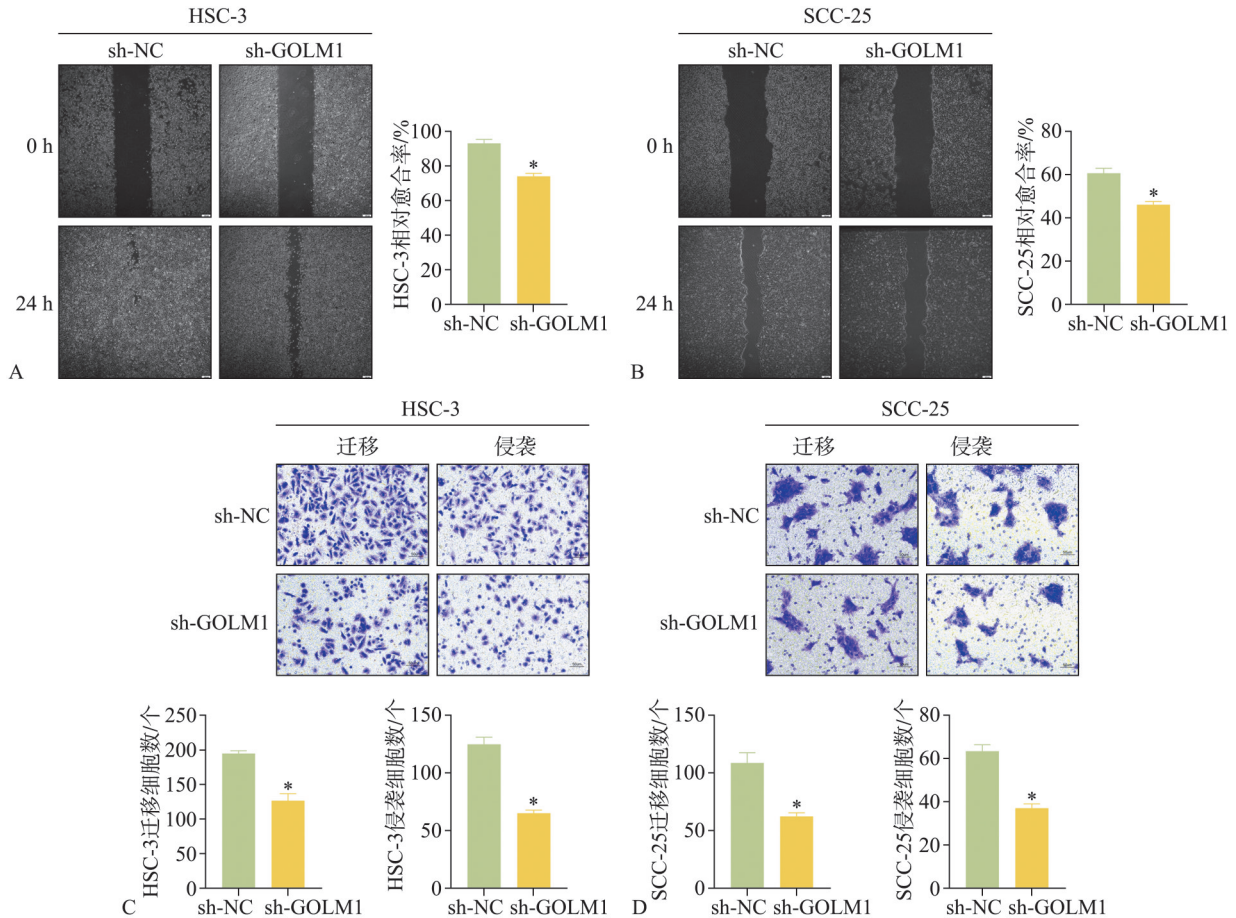 HSC-3
sh-NC sh-GOLM1
0 h
24 h
HSC-3相对愈合率/%
100
80
60
40
20
0
sh-NC sh-GOLM1
*
A
SCC-25
sh-NC sh-GOLM1
0 h
24 h
SCC-25相对愈合率/%
80
60
40
20
0
sh-NC sh-GOLM1
*
B
HSC-3
迁移 侵袭
sh-NC
sh-GOLM1
HSC-3迁移细胞数/个
250
200
150
100
50
0
sh-NC sh-GOLM1
*
HSC-3侵袭细胞数/个
150
100
50
0
sh-NC sh-GOLM1
*
C
SCC-25
迁移 侵袭
sh-NC
sh-GOLM1
SCC-25迁移细胞数/个
150
100
50
0
sh-NC sh-GOLM1
*
SCC-25侵袭细胞数/个
80
60
40
20
0
sh-NC sh-GOLM1
*
D